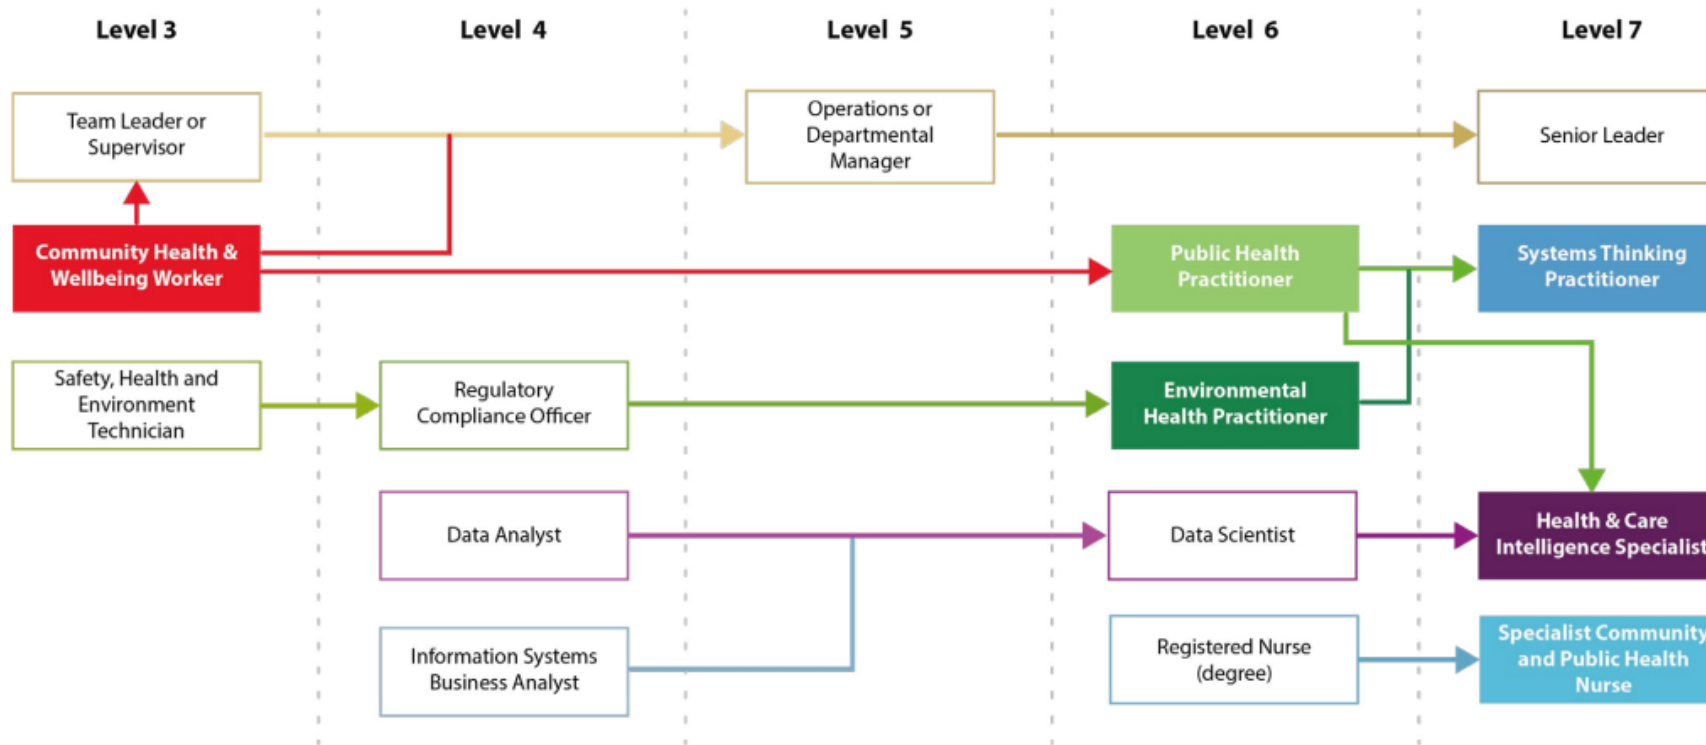 Level 3
Level 4
Level 5
Level 6
Level 7
Team Leader or
Supervisor
Operations or
Departmental
Manager
Senior Leader
Community Health &
Wellbeing Worker
Public Health
Practitioner
Systems Thinking
Practitioner
Safety, Health and
Environment
Technician
Regulatory
Compliance Officer
Environmental
Health Practitioner
Data Analyst
Data Scientist
Health & Care
Intelligence Specialist
Information Systems
Business Analyst
Registered Nurse
(degree)
Specialist Community
and Public Health
Nurse